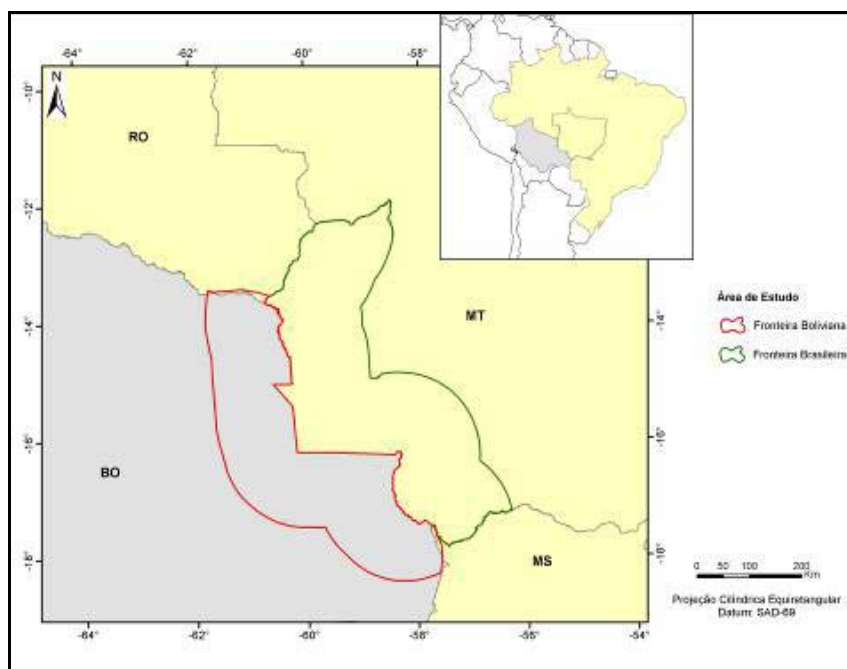 -64°
-62°
-60°
-58°
-56°
N
-10°
-12°
-14°
-16°
-18°
RO
MT
BO
MS
-14°
-16°
-18°
-64°
-62°
-60°
-58°
-56°
-54°
Área de Estudo
Fronteira Boliviana
Fronteira Brasileira
0 50 100 200
Km
Projeção Cilíndrica Equiretangular
Datum: SAD-69